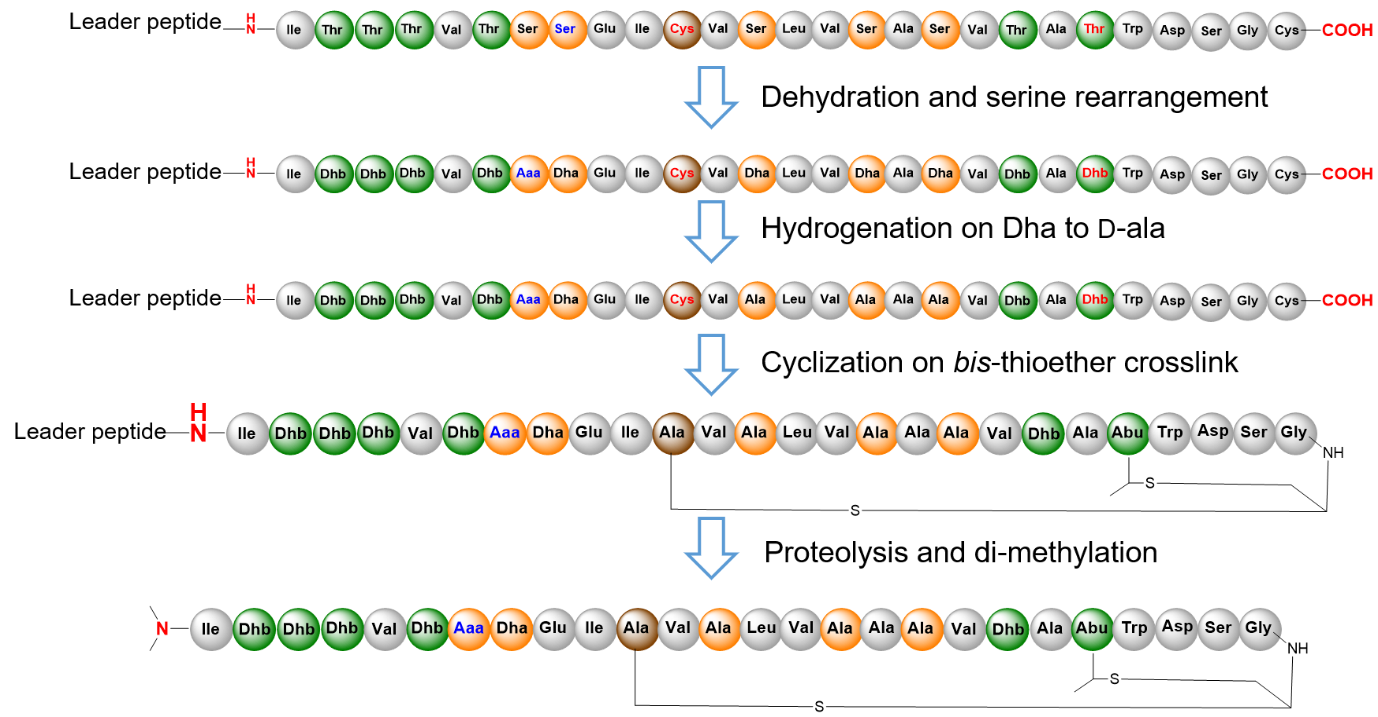 Leader peptide H N Ile Thr Thr Thr Val Thr Ser Ser Glu Ile Cys Val Ser Leu Val Ser Ala Ser Val Thr Ala Thr Trp Asp Ser Gly Cys COOH
Dehydration and serine rearrangement
Leader peptide H N Ile Dhb Dhb Dhb Val Dhb Aaa Dha Glu Ile Cys Val Dha Leu Val Dha Ala Dha Val Dhb Ala Dhb Trp Asp Ser Gly Cys COOH
Hydrogenation on Dha to D-ala
Leader peptide H N Ile Dhb Dhb Dhb Val Dhb Aaa Dha Glu Ile Cys Val Ala Leu Val Ala Ala Ala Val Dhb Ala Dhb Trp Asp Ser Gly Cys COOH
Cyclization on bis-thioether crosslink
Leader peptide H N Ile Dhb Dhb Dhb Val Dhb Aaa Dha Glu Ile Ala Val Ala Leu Val Ala Ala Ala Val Dhb Ala Abu Trp Asp Ser Gly NH
S
S
Proteolysis and di-methylation
N Ile Dhb Dhb Dhb Val Dhb Aaa Dha Glu Ile Ala Val Ala Leu Val Ala Ala Ala Val Dhb Ala Abu Trp Asp Ser Gly NH
S
S